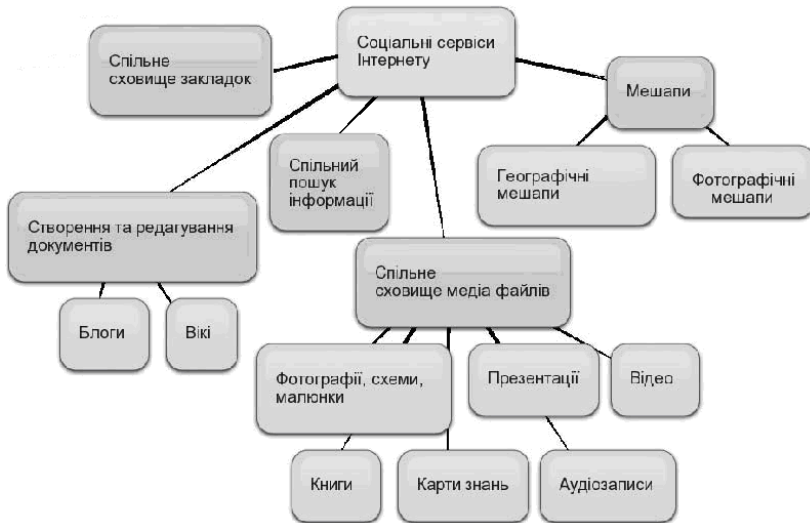 Соціальні сервіси
Інтернету
Спільне
сховище закладок
Мешапи
Спільний
пошук
інформації
Географічні
мешапи
Фотографічні
мешапи
Створення та редагування
документів
Спільне
сховище медіа файлів
Блоги
Вікі
Фотографії, схеми,
малюнки
Презентації
Відео
Книги
Карти знань
Аудіозаписи